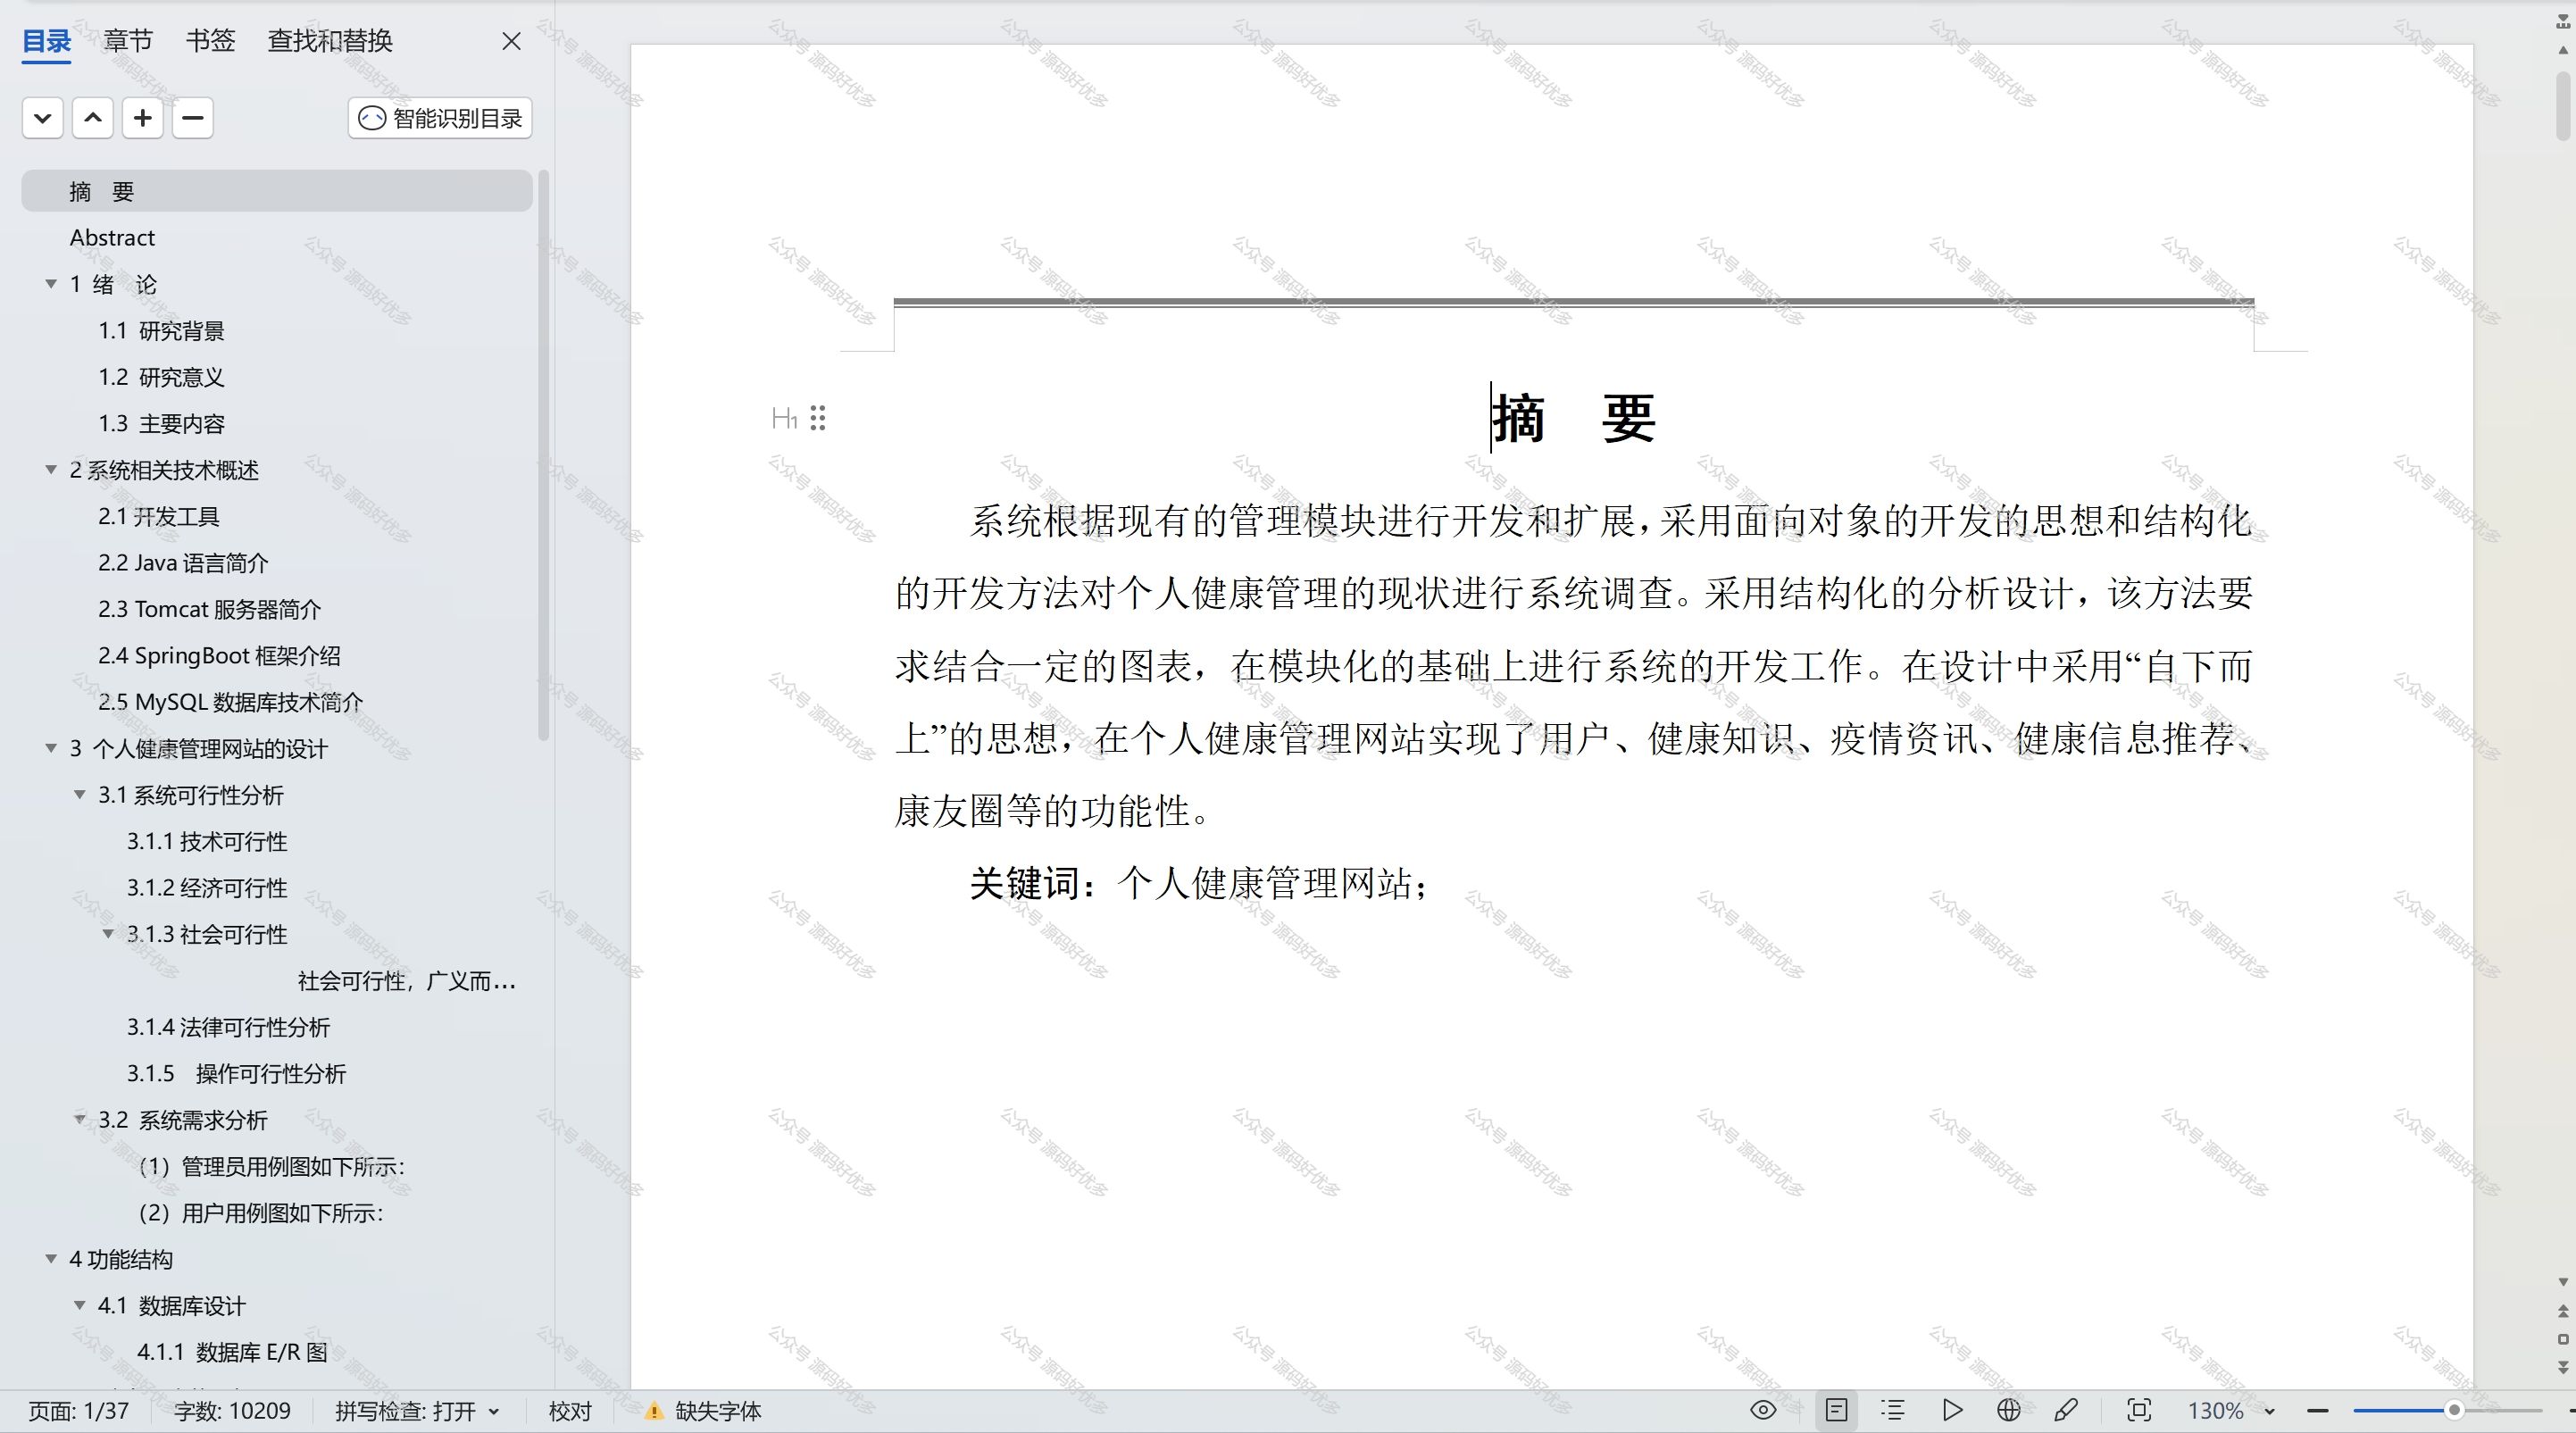 目录 章节 书签 查找和替换
智能识别目录
摘 要
Abstract
1 绪 论
1.1 研究背景
1.2 研究意义
1.3 主要内容
2 系统相关技术概述
2.1 开发工具
2.2 Java 语言简介
2.3 Tomcat 服务器简介
2.4 SpringBoot 框架介绍
2.5 MySQL 数据库技术简介
3 个人健康管理网站的设计
3.1 系统可行性分析
3.1.1 技术可行性
3.1.2 经济可行性
3.1.3 社会可行性
社会可行性，广义而...
3.1.4 法律可行性分析
3.1.5 操作可行性分析
3.2 系统需求分析
（1）管理员用例图如下所示：
（2）用户用例图如下所示：
4 功能结构
4.1 数据库设计
4.1.1 数据库 E/R 图
H1
摘 要
系统根据现有的管理模块进行开发和扩展，采用面向对象的开发的思想和结构化
的开发方法对个人健康管理的现状进行系统调查。采用结构化的分析设计，该方法要
求结合一定的图表，在模块化的基础上进行系统的开发工作。在设计中采用“自下而
上”的思想，在个人健康管理网站实现了用户、健康知识、疫情资讯、健康信息推荐、
康友圈等的功能性。
关键词：个人健康管理网站；
页面: 1/37 字数: 10209 拼写检查: 打开 校对 缺失字体 130%
公众号 源码好优多